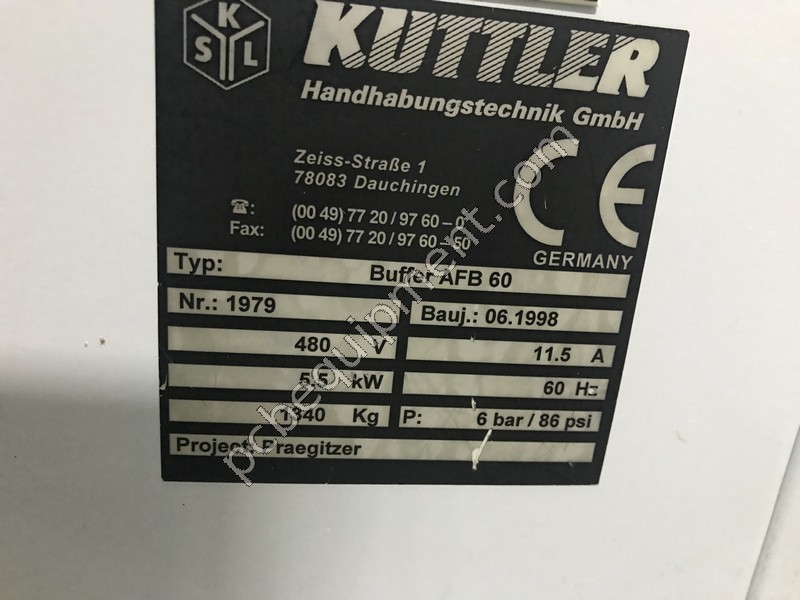 K
S L
KUTTLER
Handhabungstechnik GmbH
Zeiss-Straße 1
78083 Dauchingen
☎: (00 49) 77 20 / 97 60 – 0
Fax: (00 49) 77 20 / 97 60 – 50
CE
GERMANY
Typ: Buffer AFB 60
Nr.: 1979 Bauj.: 06.1998
480 V 11.5 A
5,5 kW 60 Hz
1340 Kg P: 6 bar / 86 psi
Project: Praegitzer
pcbequipment.com